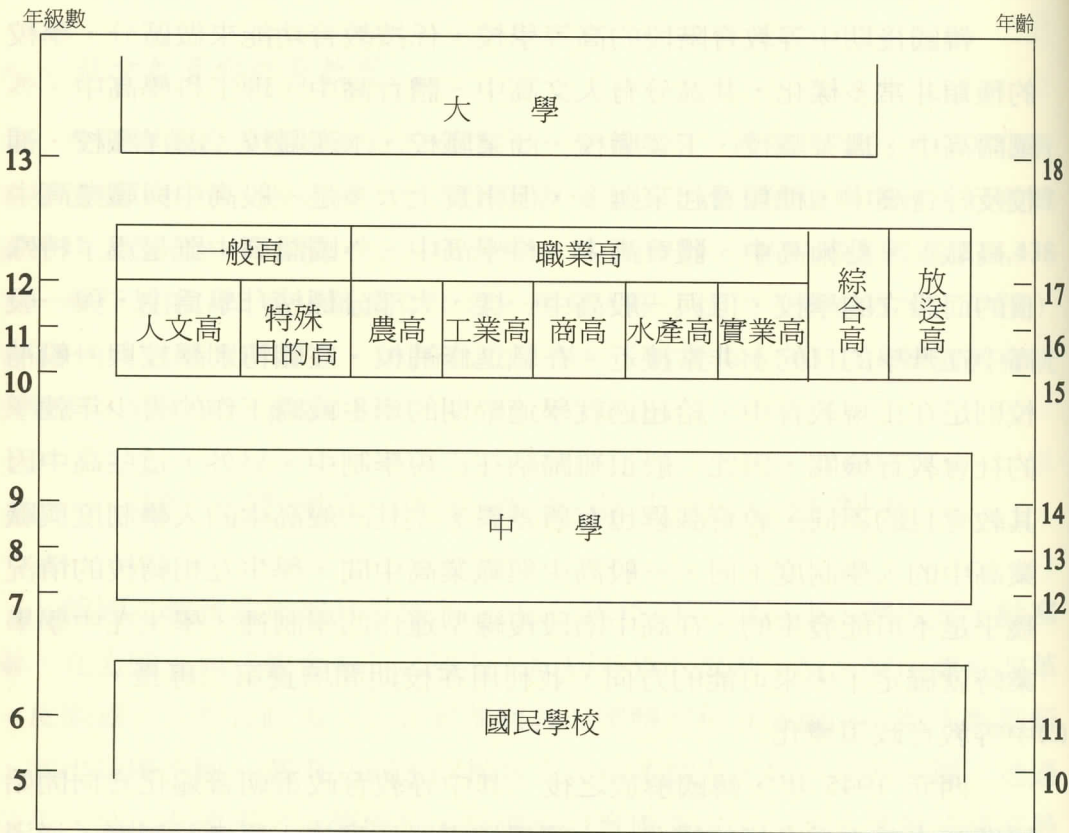 年級數 年齡
大 學
13 18
一般高 職業高 綜合高 放送高
12 17
人文高 特殊目的高 農高 工業高 商高 水產高 實業高
11 16
10 15
9 14
中 學
8 13
7 12
國民學校
6 11
5 10